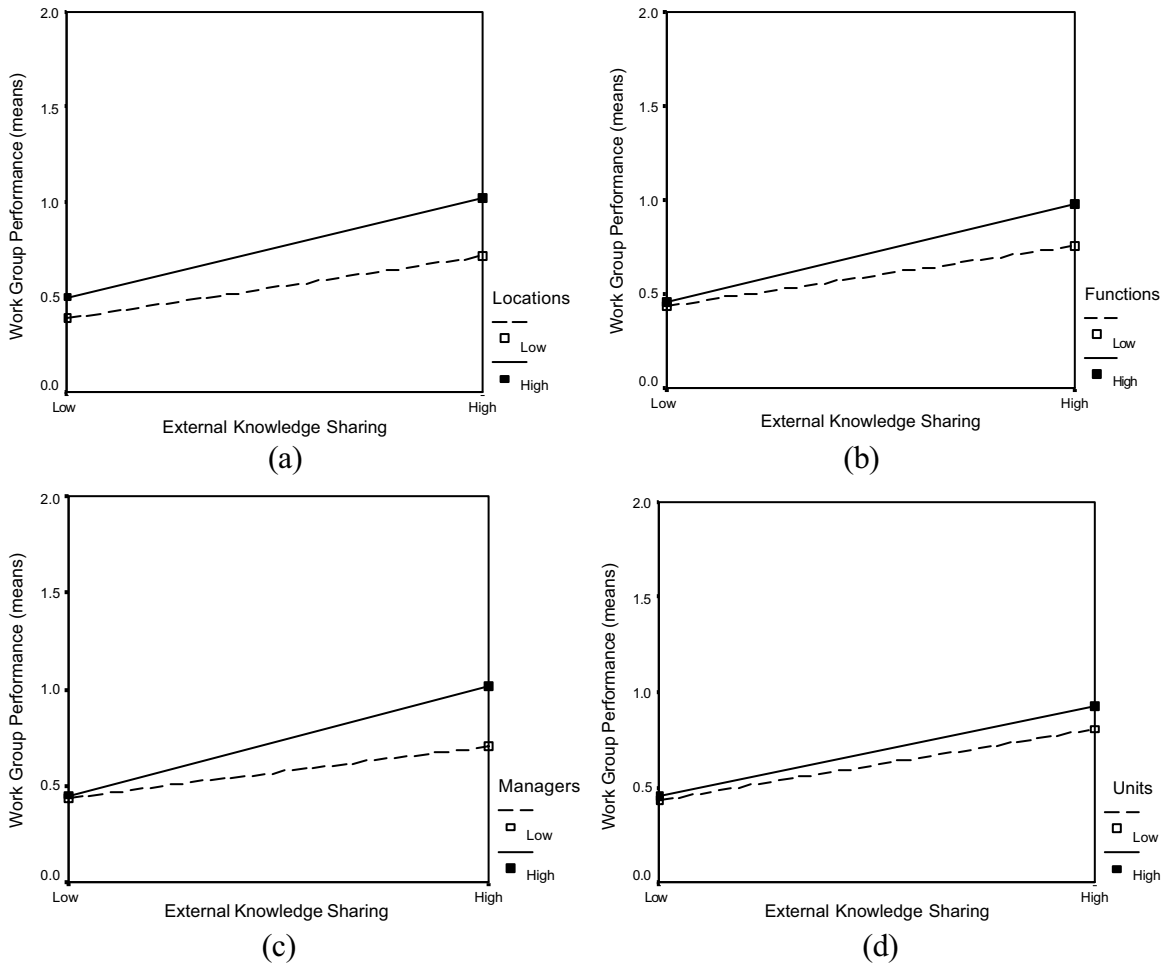 2.0
1.5
1.0
0.5
0.0
Work Group Performance (means)
Low
High
External Knowledge Sharing
Locations
Low
High
(a)
2.0
1.5
1.0
0.5
0.0
Work Group Performance (means)
Low
High
External Knowledge Sharing
Functions
Low
High
(b)
2.0
1.5
1.0
0.5
0.0
Work Group Performance (means)
Low
High
External Knowledge Sharing
Managers
Low
High
(c)
2.0
1.5
1.0
0.5
0.0
Work Group Performance (means)
Low
High
External Knowledge Sharing
Units
Low
High
(d)